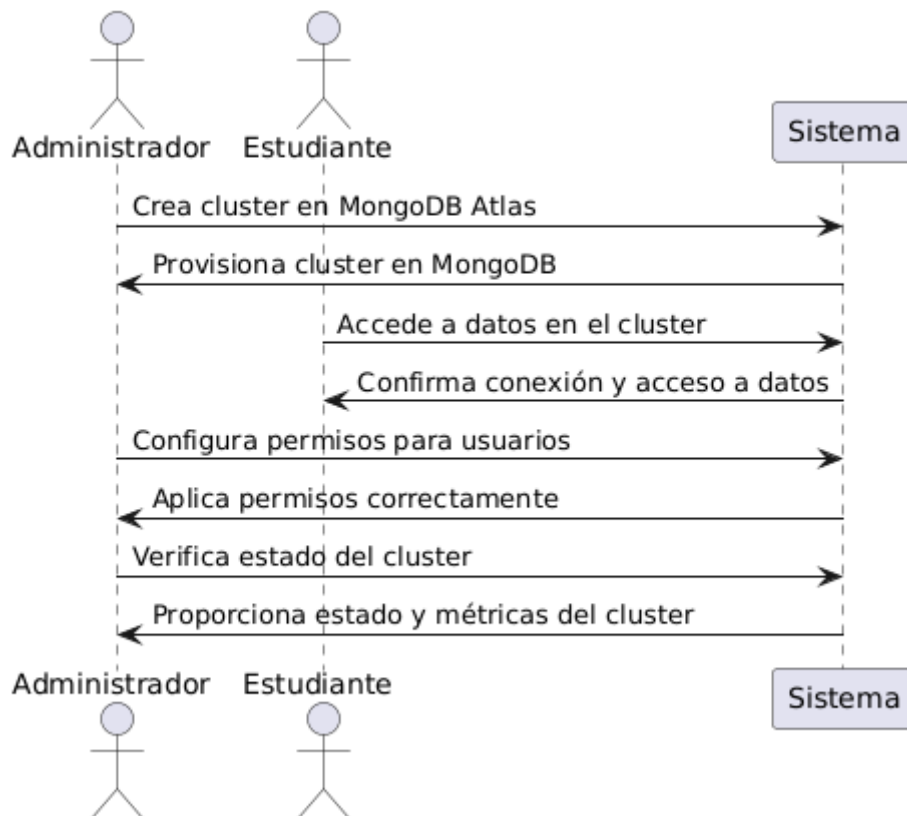 Administrador
Estudiante
Sistema
Crea cluster en MongoDB Atlas
Provisiona cluster en MongoDB
Accede a datos en el cluster
Confirma conexión y acceso a datos
Configura permisos para usuarios
Aplica permisos correctamente
Verifica estado del cluster
Proporciona estado y métricas del cluster
Administrador
Estudiante
Sistema